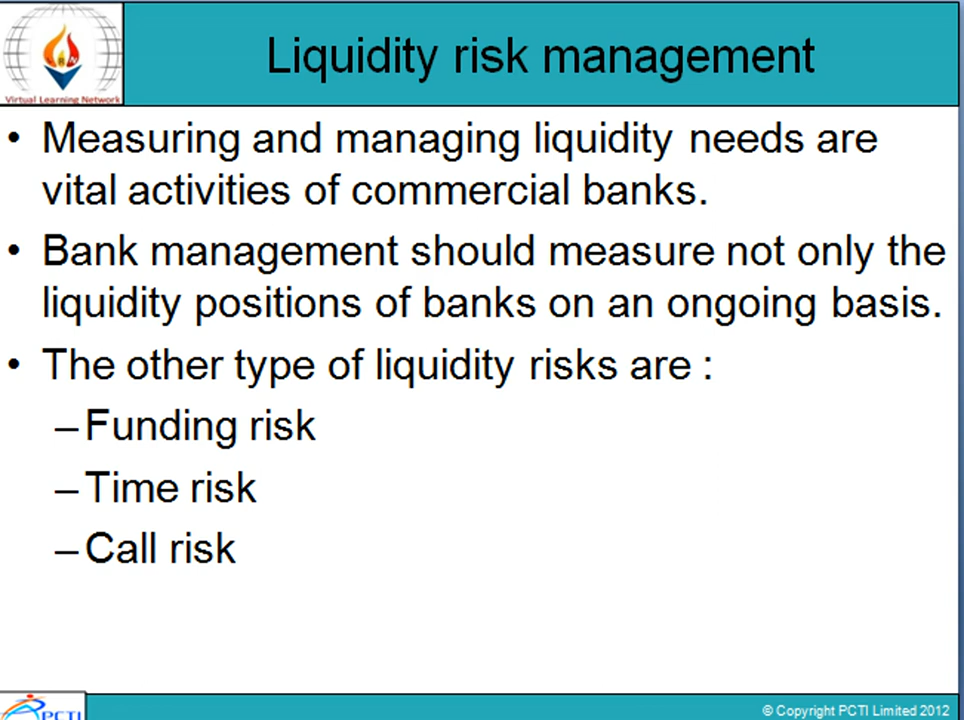 Virtual Learning Network
Liquidity risk management
• Measuring and managing liquidity needs are
vital activities of commercial banks.
• Bank management should measure not only the
liquidity positions of banks on an ongoing basis.
• The other type of liquidity risks are :
– Funding risk
– Time risk
– Call risk
PCTI
© Copyright PCTI Limited 2012